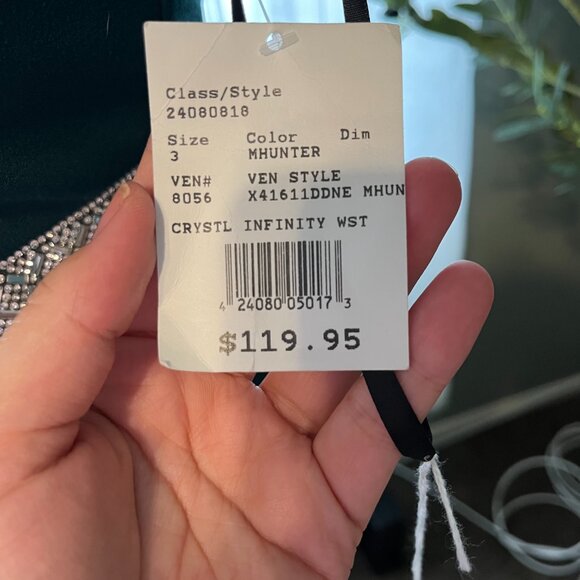 Class/Style
24080818
Size Color Dim
3 MHUNTER
VEN# VEN STYLE
8056 X41611DDNE MHUN
CRYSTL INFINITY WST
4 24080 05017 3
$119.95